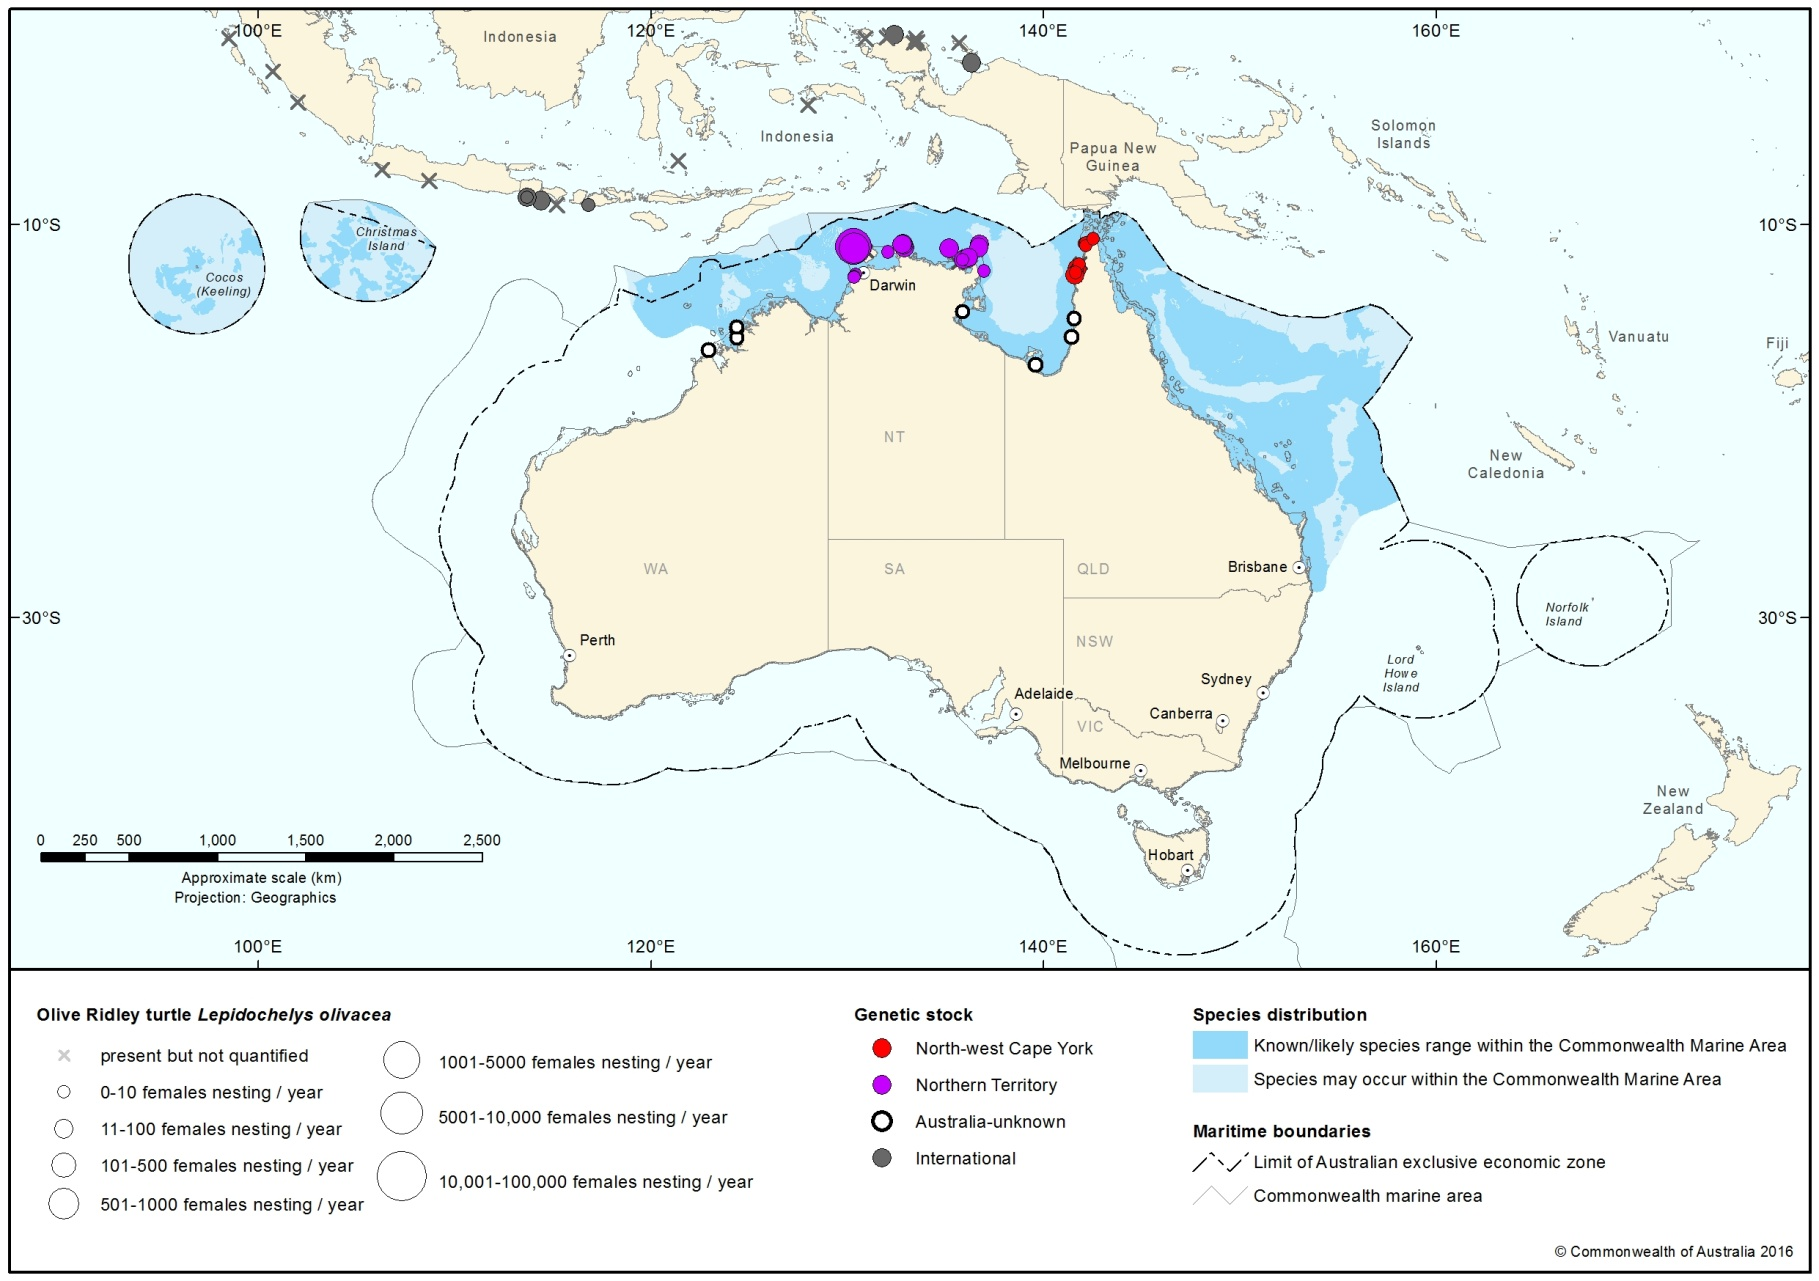 100°E
120°E
140°E
160°E
Indonesia
Indonesia
Papua New
Guinea
Solomon
Islands
10°S
10°S
Christmas
Island
Cocos
(Keeling)
Darwin
Vanuatu
Fiji
NT
New
Caledonia
WA
SA
QLD
Brisbane
Norfolk
Island
30°S
30°S
Perth
NSW
Lord
Howe
Island
Sydney
Adelaide
Canberra
VIC
Melbourne
New
Zealand
Hobart
0 250 500 1,000 1,500 2,000 2,500
Approximate scale (km)
Projection: Geographics
100°E
120°E
140°E
160°E
Olive Ridley turtle Lepidochelys olivacea
present but not quantified
0-10 females nesting / year
11-100 females nesting / year
101-500 females nesting / year
501-1000 females nesting / year
1001-5000 females nesting / year
5001-10,000 females nesting / year
10,001-100,000 females nesting / year
Genetic stock
North-west Cape York
Northern Territory
Australia-unknown
International
Species distribution
Known/likely species range within the Commonwealth Marine Area
Species may occur within the Commonwealth Marine Area
Maritime boundaries
Limit of Australian exclusive economic zone
Commonwealth marine area
© Commonwealth of Australia 2016